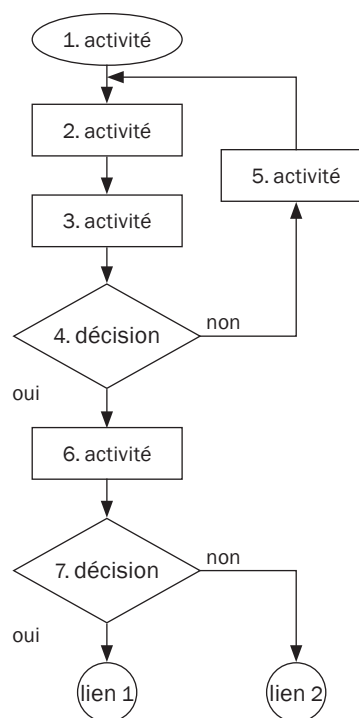 1. activité
2. activité
5. activité
3. activité
4. décision
non
oui
6. activité
7. décision
non
oui
lien 1
lien 2